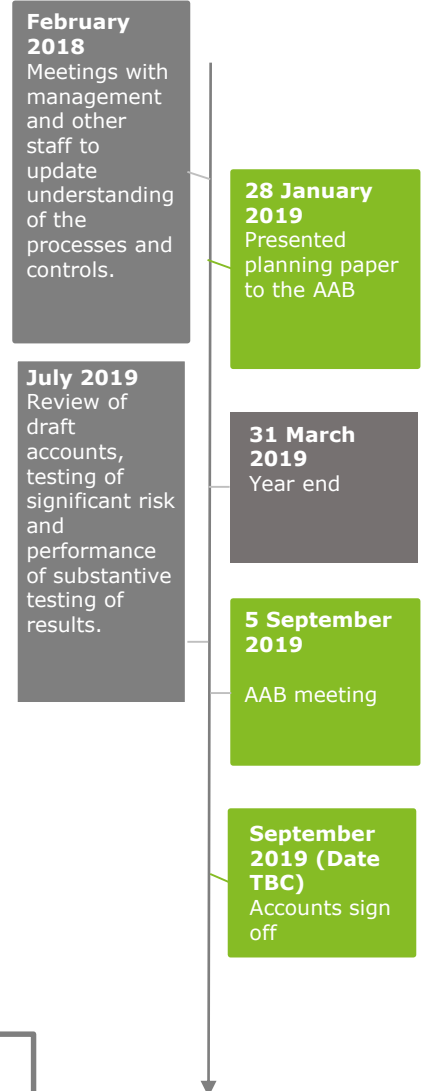 February
2018
Meetings with
management
and other
staff to
update
understanding
of the
processes and
controls.
28 January
2019
Presented
planning paper
to the AAB
July 2019
Review of
draft
accounts,
testing of
significant risk
and
performance
of substantive
testing of
results.
31 March
2019
Year end
5 September
2019
AAB meeting
September
2019 (Date
TBC)
Accounts sign
off